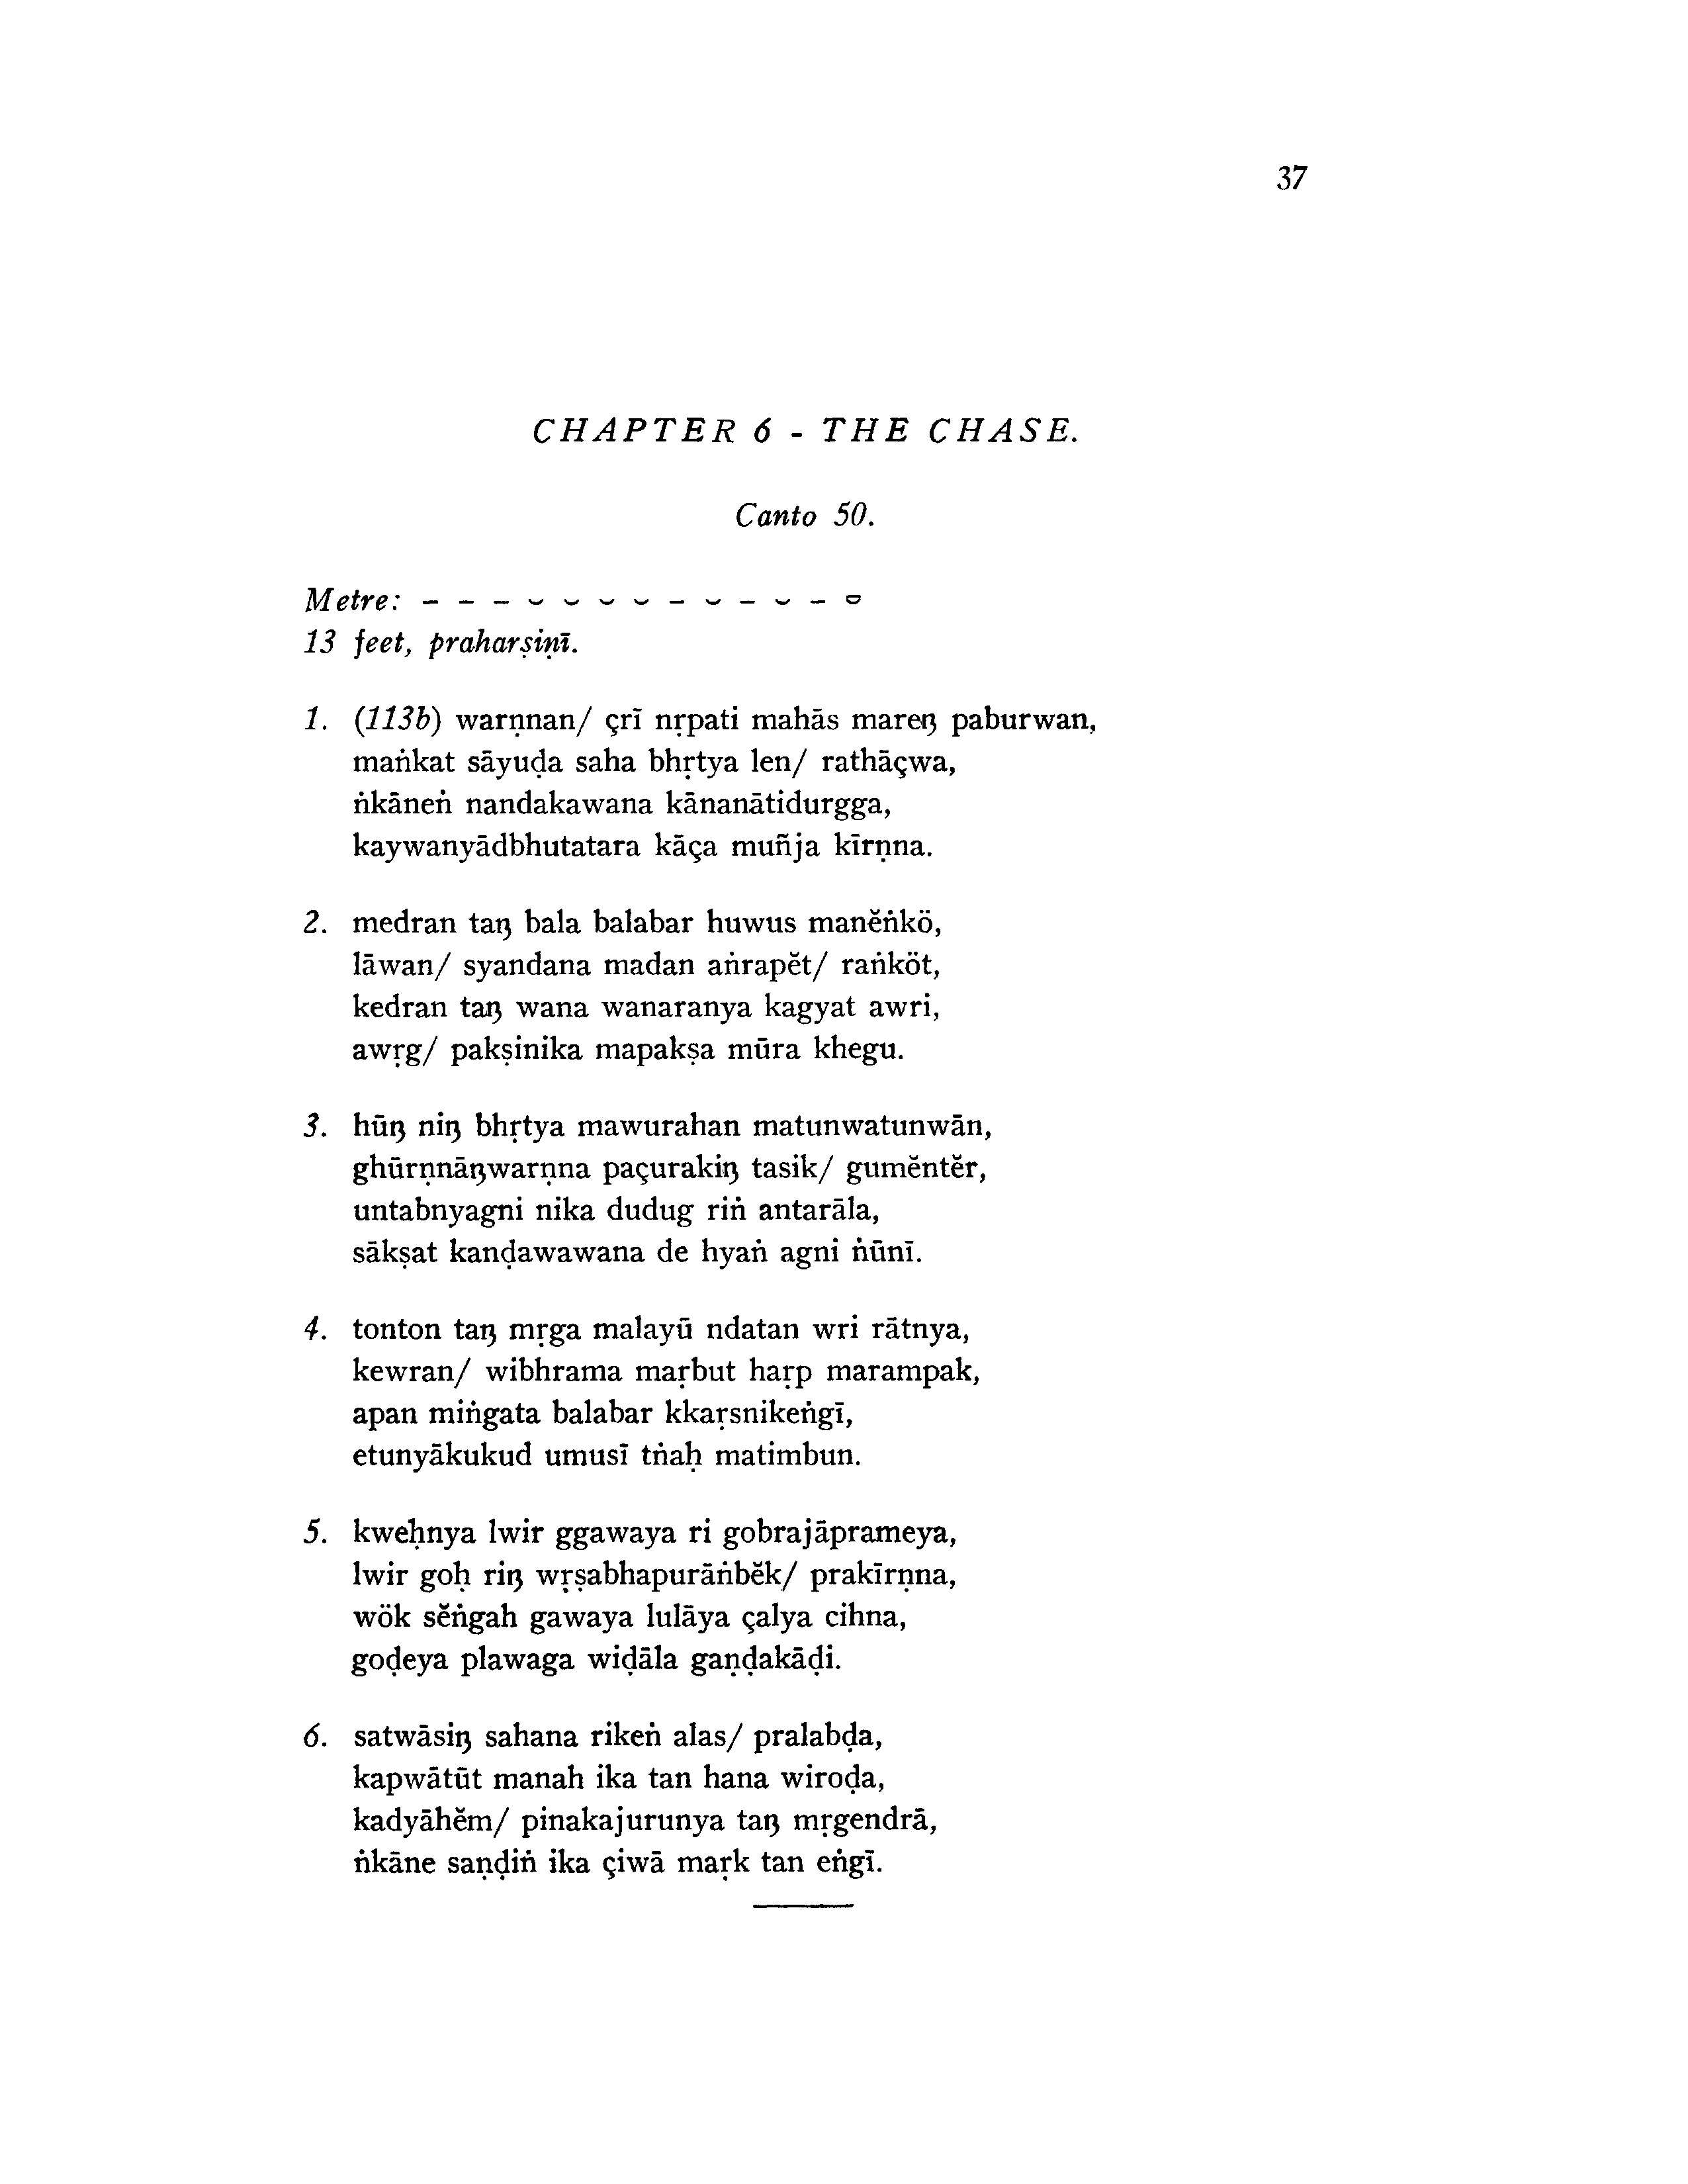 37
CHAPTER 6 - THE CHASE.
Canto 50.
Metre: – – – ⏑ ⏑ ⏑ ⏑ – ⏑ – ⏑ – ⏓
13 feet, praharṣiṇī.
1. (113b) warṇnan/ çrī nṛpati mahās mareŋ paburwan,
maṅkat sāyuḍa saha bhṛtya len/ rathāçwa,
ṅkāneṅ nandakawana kānanātidurgga,
kaywanyādbhutatara kāça muñja kīrṇna.
2. medran taŋ bala balabar huwus manĕṅkö,
lāwan/ syandana madan aṅrapĕt/ raṅköt,
kedran taŋ wana wanaranya kagyat awri,
awṛg/ pakṣinika mapakṣa mūra khegu.
3. hūŋ niŋ bhṛtya mawurahan matunwatunwān,
ghūrṇnāŋwarṇna paçurakiŋ tasik/ gumĕntĕr,
untabnyagni nika dudug riṅ antarāla,
sākṣat kanḍawawana de hyaṅ agni ṅūnī.
4. tonton taŋ mṛga malayū ndatan wri rātnya,
kewran/ wibhrama maṛbut haṛp marampak,
apan miṅgata balabar kkaṛsnikeṅgī,
etunyākukud umusī tṅaḥ matimbun.
5. kweḥnya lwir ggawaya ri gobrajāprameya,
lwir goḥ riŋ wṛṣabhapurāṅbĕk/ prakīrṇna,
wök sĕṅgah gawaya lulāya çalya cihna,
goḍeya plawaga wiḍāla gaṇḍakāḍi.
6. satwāsiŋ sahana rikeṅ alas/ pralabḍa,
kapwātūt manah ika tan hana wiroḍa,
kadyāhĕm/ pinakajurunya taŋ mṛgendrā,
ṅkāne saṇḍiṅ ika çiwā maṛk tan eṅgī.